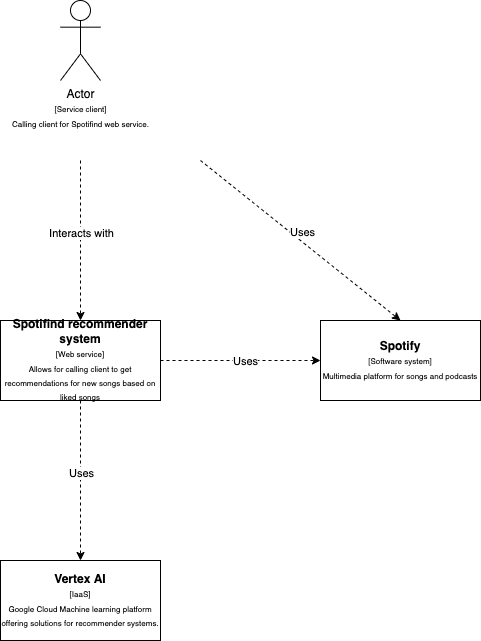 Actor
[Service client]
Calling client for Spotifind web service.
Interacts with
Uses
Spotifind recommender
system
[Web service]
Allows for calling client to get
recommendations for new songs based on
liked songs
Uses
Spotify
[Software system]
Multimedia platform for songs and podcasts
Uses
Vertex AI
[IaaS]
Google Cloud Machine learning platform
offering solutions for recommender systems.